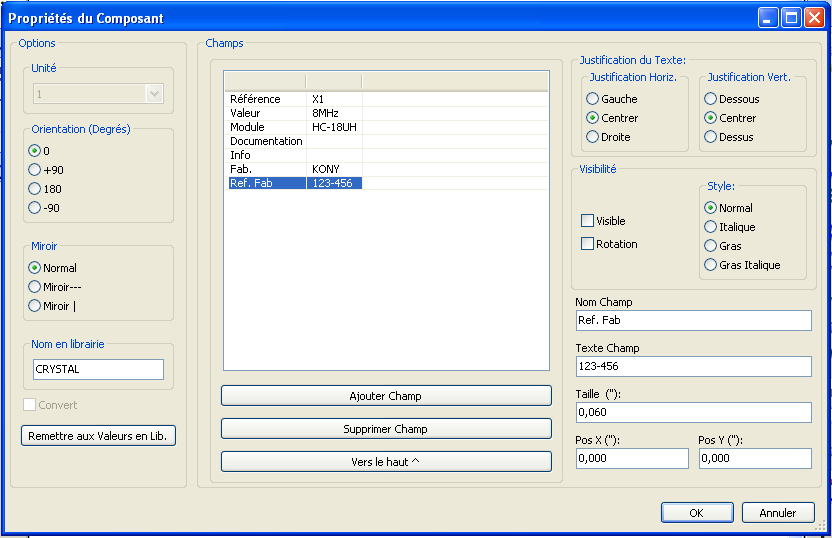 Propriétés du Composant
Options
Unité
1
Orientation (Degrés)
0
+90
180
-90
Miroir
Normal
Miroir---
Miroir |
Nom en librairie
CRYSTAL
Convert
Remettre aux Valeurs en Lib.
Champs
Référence X1
Valeur 8MHz
Module HC-18UH
Documentation
Info
Fab. KONY
Ref. Fab 123-456
Ajouter Champ
Supprimer Champ
Vers le haut ^
Justification du Texte:
Justification Horiz.
Gauche
Centrer
Droite
Justification Vert.
Dessous
Centrer
Dessus
Visibilité
Visible
Rotation
Style:
Normal
Italique
Gras
Gras Italique
Nom Champ
Ref. Fab
Texte Champ
123-456
Taille (''):
0,060
Pos X (''):
0,000
Pos Y (''):
0,000
OK
Annuler